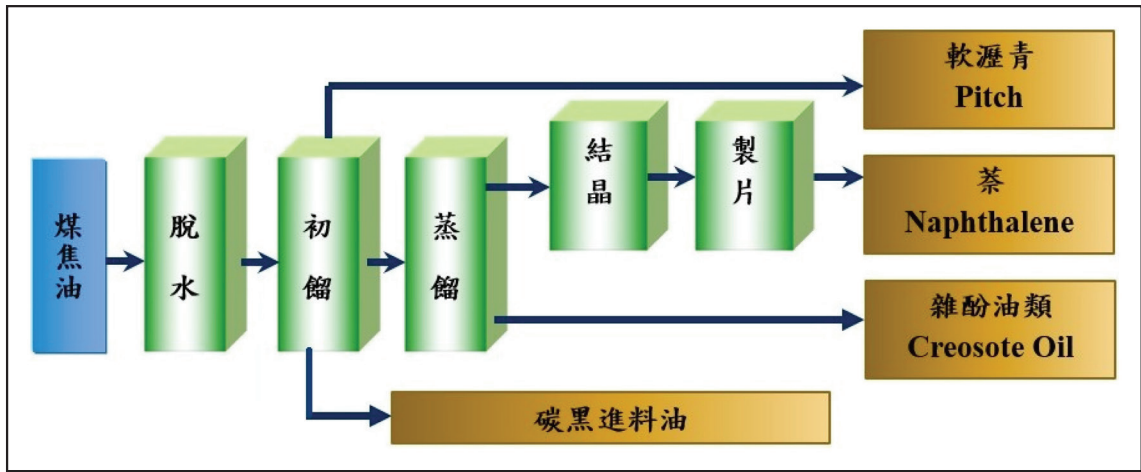 煤焦油
脫水
初餾
蒸餾
結晶
製片
軟瀝青
Pitch
萘
Naphthalene
雜酚油類
Creosote Oil
碳黑進料油